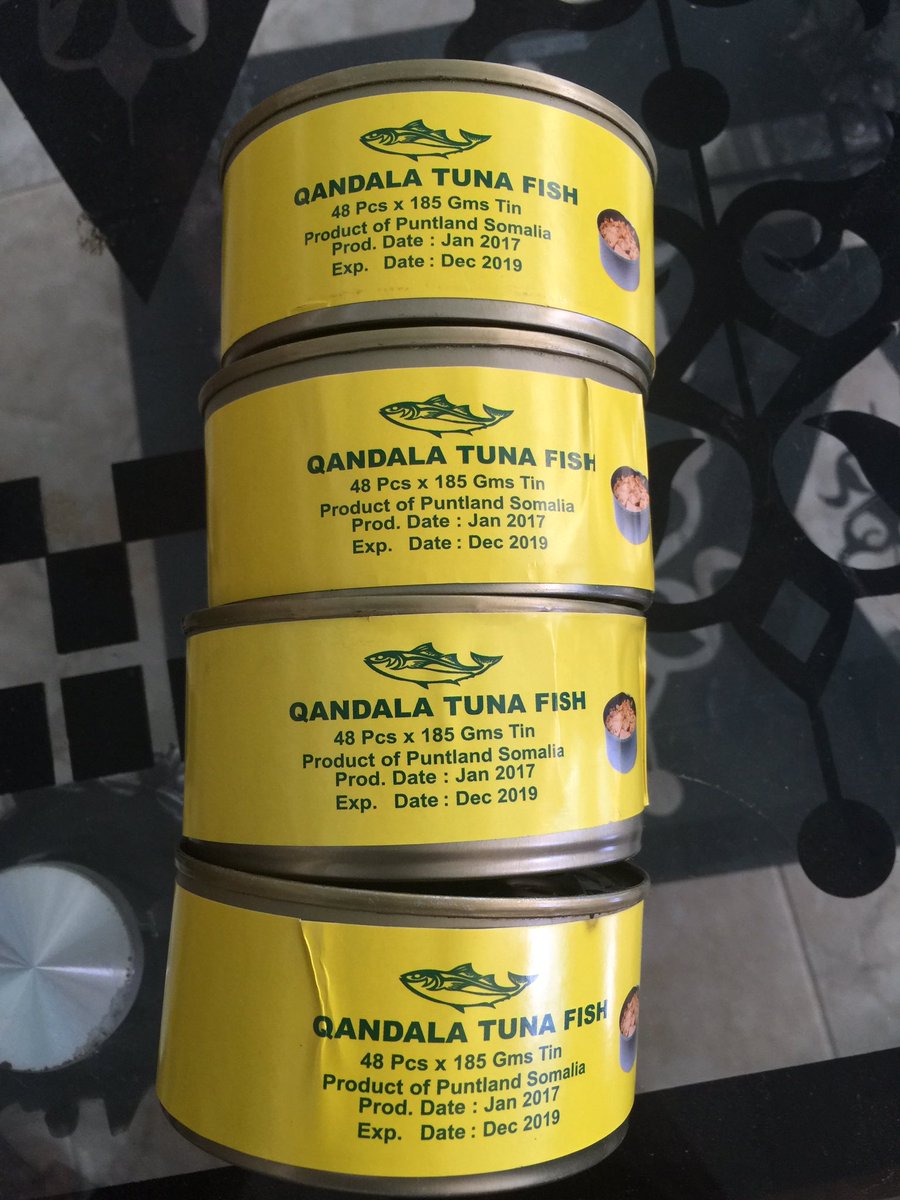 QANDALA TUNA FISH
48 Pcs x 185 Gms Tin
Product of Puntland Somalia
Prod. Date : Jan 2017
Exp. Date : Dec 2019
QANDALA TUNA FISH
48 Pcs x 185 Gms Tin
Product of Puntland Somalia
Prod. Date : Jan 2017
Exp. Date : Dec 2019
QANDALA TUNA FISH
48 Pcs x 185 Gms Tin
Product of Puntland Somalia
Prod. Date : Jan 2017
Exp. Date : Dec 2019
QANDALA TUNA FISH
48 Pcs x 185 Gms Tin
Product of Puntland Somalia
Prod. Date : Jan 2017
Exp. Date : Dec 2019